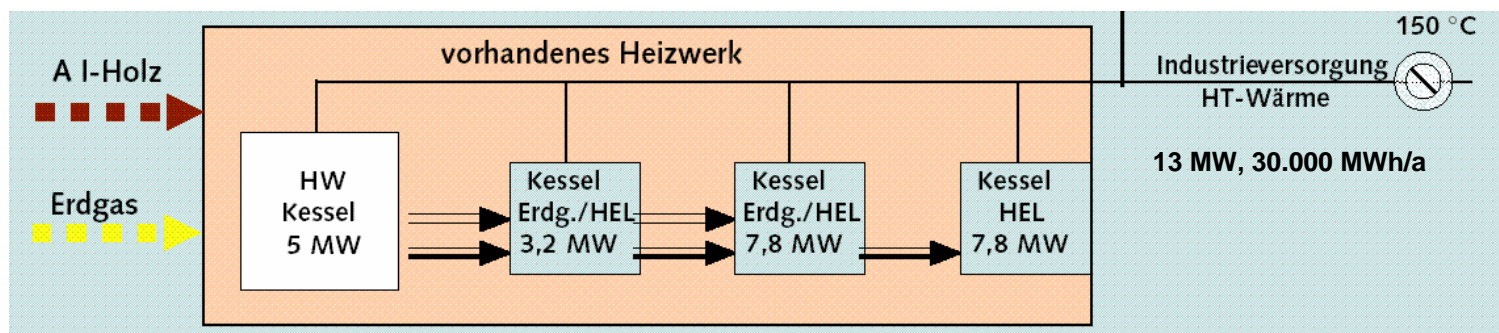 A I-Holz
Erdgas
vorhandenes Heizwerk
HW
Kessel
5 MW
Kessel
Erdg./HEL
3,2 MW
Kessel
Erdg./HEL
7,8 MW
Kessel
HEL
7,8 MW
150 °C
Industrieversorgung
HT-Wärme
13 MW, 30.000 MWh/a